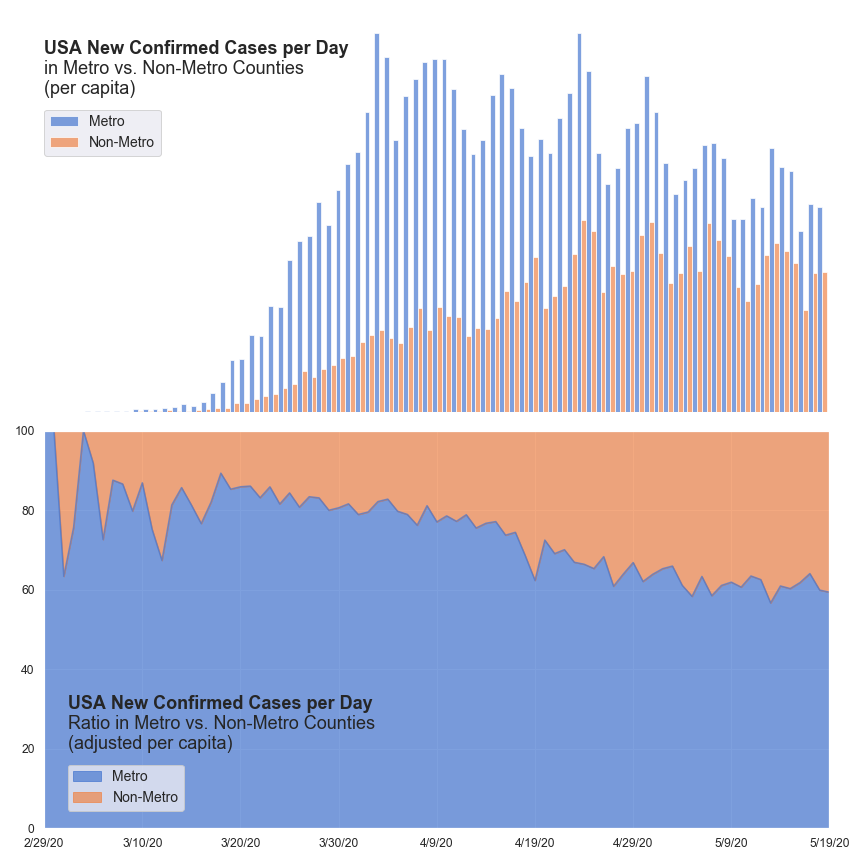 USA New Confirmed Cases per Day
in Metro vs. Non-Metro Counties
(per capita)
Metro
Non-Metro
100
80
60
40
USA New Confirmed Cases per Day
Ratio in Metro vs. Non-Metro Counties
(adjusted per capita)
20
Metro
Non-Metro
0
2/29/20 3/10/20 3/20/20 3/30/20 4/9/20 4/19/20 4/29/20 5/9/20 5/19/20